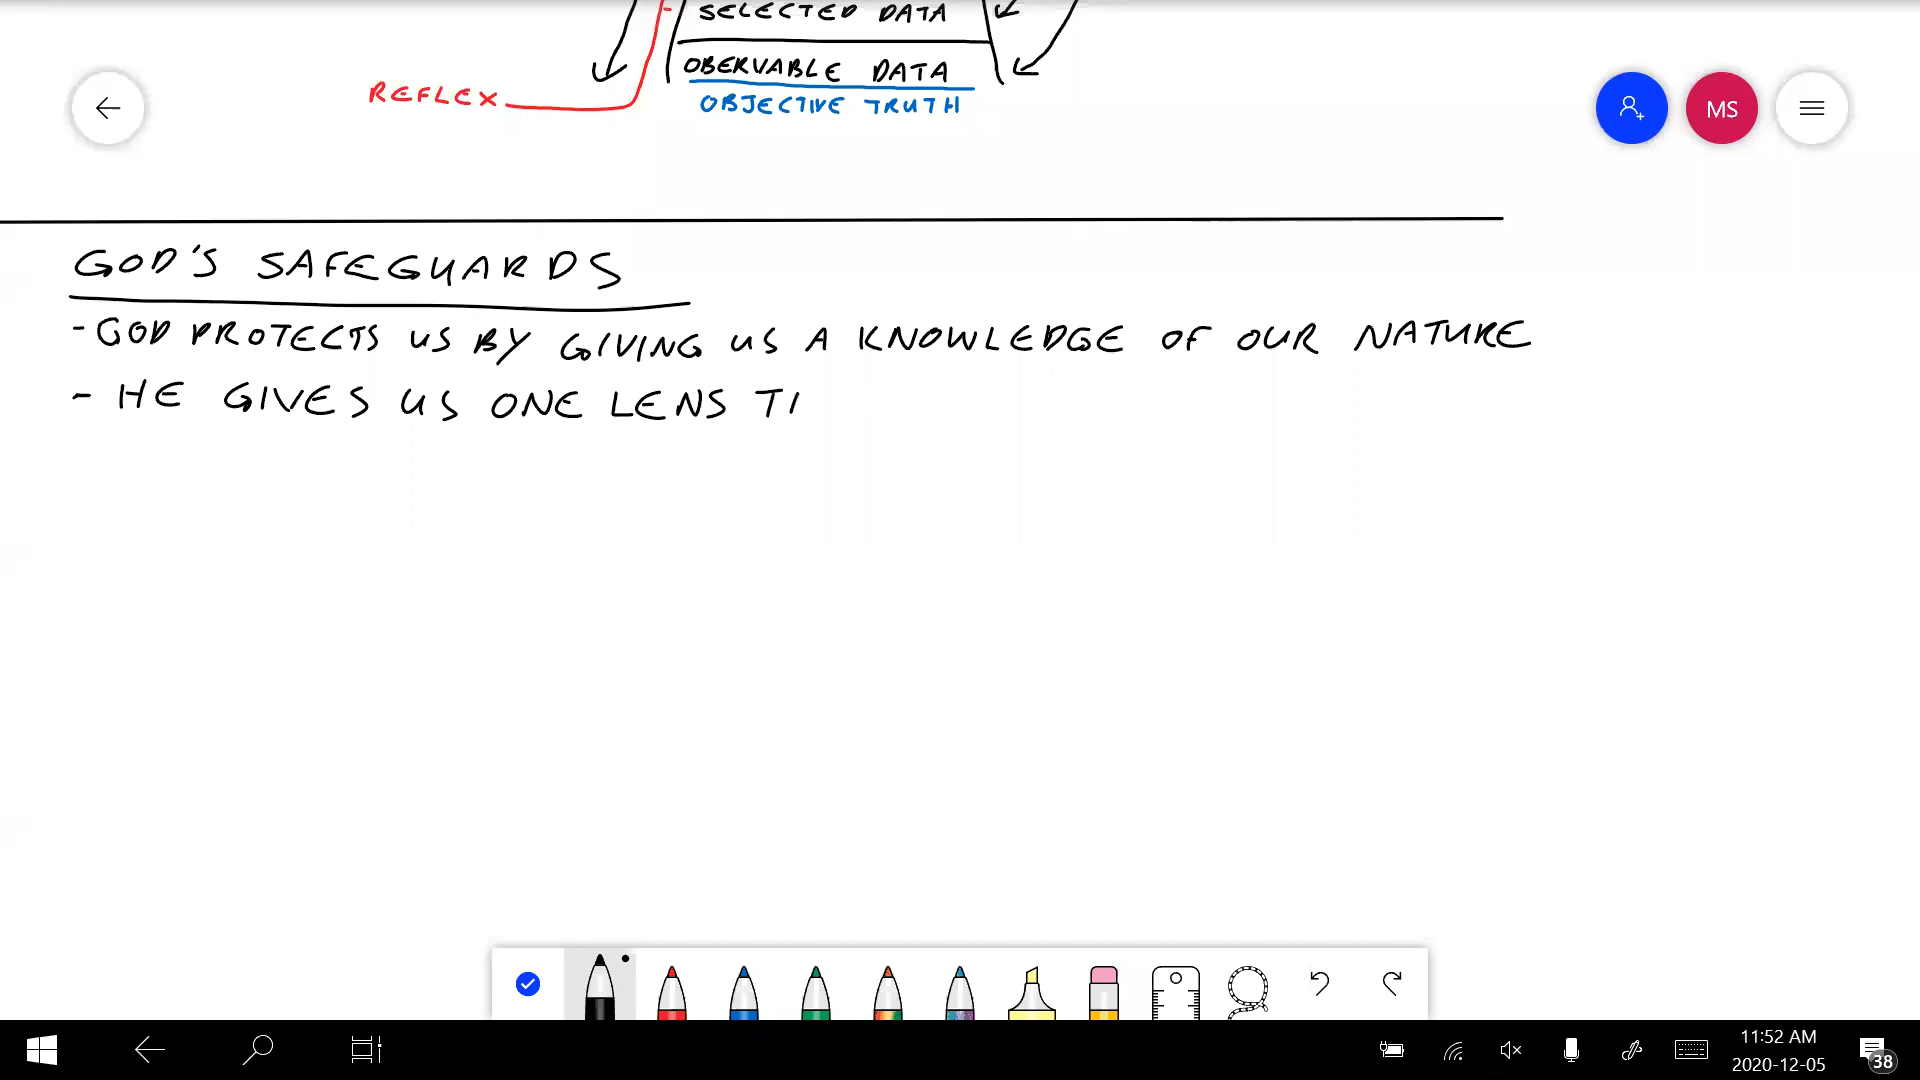 SELECTED DATA
OBERVABLE DATA
REFLEX
OBJECTIVE TRUTH
MS
GOD'S SAFEGUARDS
- GOD PROTECTS US BY GIVING US A KNOWLEDGE OF OUR NATURE
- HE GIVES US ONE LENS TI
11:52 AM
2020-12-05
38